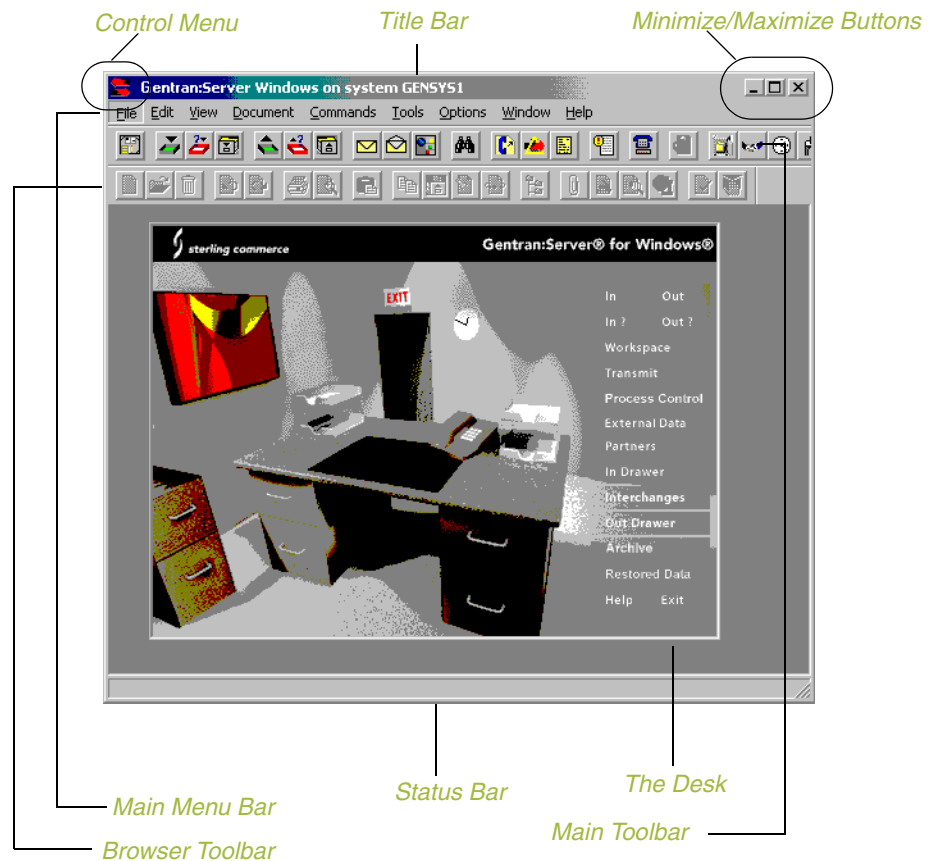 Control Menu
Title Bar
Minimize/Maximize Buttons
Gentran:Server Windows on system GENSYS1
File Edit View Document Commands Tools Options Window Help
sterling commerce
Gentran:Server® for Windows®
EXIT
In Out
In ? Out ?
Workspace
Transmit
Process Control
External Data
Partners
In Drawer
Interchanges
Out Drawer
Archive
Restored Data
Help Exit
Status Bar
The Desk
Main Menu Bar
Main Toolbar
Browser Toolbar